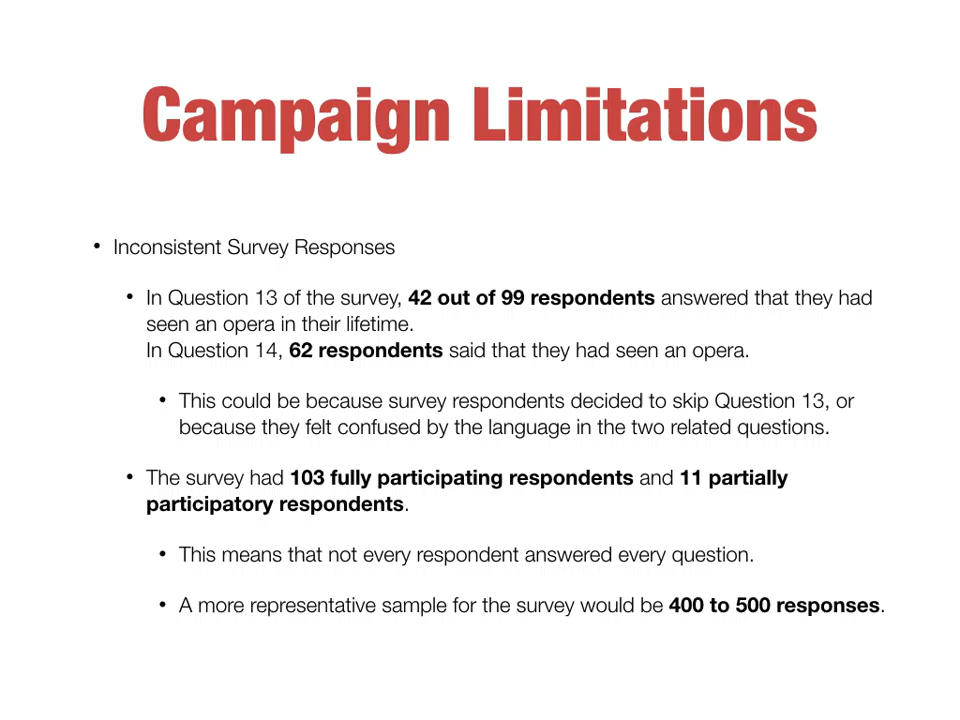 Campaign Limitations
• Inconsistent Survey Responses
• In Question 13 of the survey, 42 out of 99 respondents answered that they had
seen an opera in their lifetime.
In Question 14, 62 respondents said that they had seen an opera.
• This could be because survey respondents decided to skip Question 13, or
because they felt confused by the language in the two related questions.
• The survey had 103 fully participating respondents and 11 partially
participatory respondents.
• This means that not every respondent answered every question.
• A more representative sample for the survey would be 400 to 500 responses.